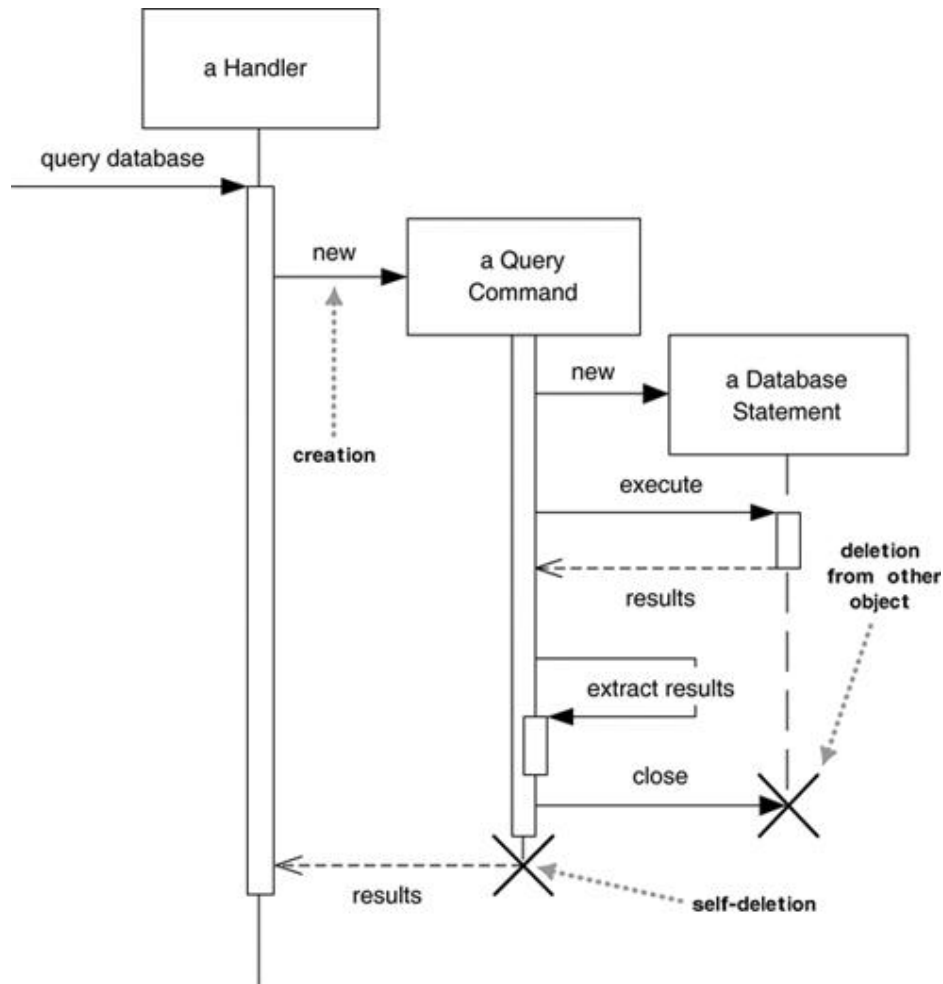 a Handler
query database
new
a Query
Command
new
a Database
Statement
creation
execute
deletion
from other
object
results
extract results
close
results
self-deletion